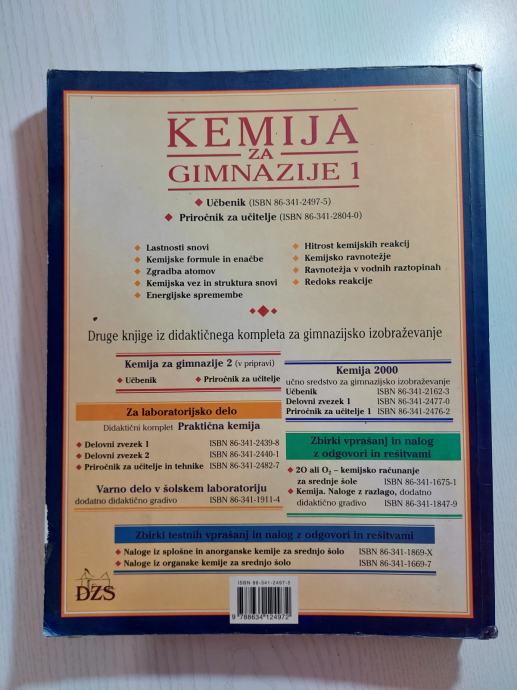 KEMIJA
ZA
GIMNAZIJE 1
◆ Učbenik (ISBN 86-341-2497-5)
◆ Priročnik za učitelje (ISBN 86-341-2804-0)
◆ Lastnosti snovi
◆ Kemijske formule in enačbe
◆ Zgradba atomov
◆ Kemijska vez in struktura snovi
◆ Energijske spremembe
◆ Hitrost kemijskih reakcij
◆ Kemijsko ravnotežje
◆ Ravnotežja v vodnih raztopinah
◆ Redoks reakcije
Druge knjige iz didaktičnega kompleta za gimnazijsko izobraževanje
Kemija za gimnazije 2 (v pripravi)
◆ Učbenik ◆ Priročnik za učitelje
Za laboratorijsko delo
Didaktični komplet Praktična kemija
◆ Delovni zvezek 1 ISBN 86-341-2439-8
◆ Delovni zvezek 2 ISBN 86-341-2440-1
◆ Priročnik za učitelje in tehnike ISBN 86-341-2482-7
Varno delo v šolskem laboratoriju
dodatno didaktično gradivo ISBN 86-341-1911-4
Kemija 2000
učno sredstvo za gimnazijsko izobraževanje
Učbenik ISBN 86-341-2162-3
Delovni zvezek 1 ISBN 86-341-2477-0
Priročnik za učitelje 1 ISBN 86-341-2476-2
Zbirki vprašanj in nalog
z odgovori in rešitvami
◆ 2O ali O₂ – kemijsko računanje
za srednje šole ISBN 86-341-1675-1
◆ Kemija. Naloge z razlago, dodatno
didaktično gradivo ISBN 86-341-1847-9
Zbirki testnih vprašanj in nalog z odgovori in rešitvami
◆ Naloge iz splošne in anorganske kemije za srednjo šolo ISBN 86-341-1869-X
◆ Naloge iz organske kemije za srednjo šolo ISBN 86-341-1669-7
DZS
ISBN 86-341-2497-5
9 788634 124972